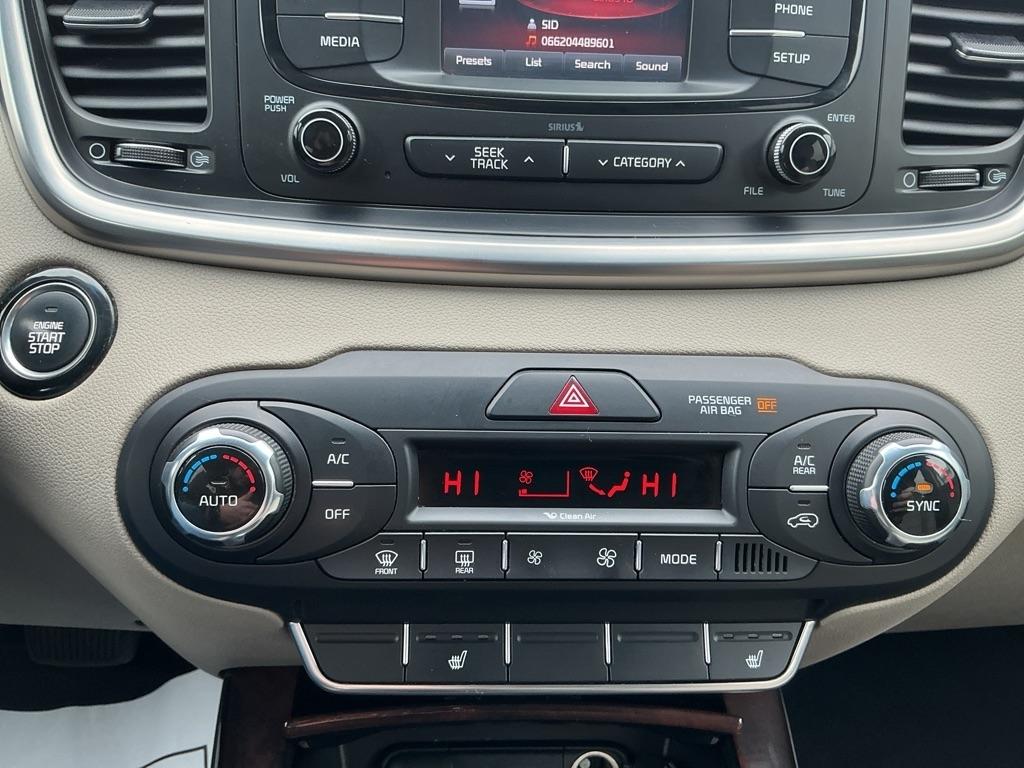 MEDIA
SID
066204489601
Presets List Search Sound
PHONE
SETUP
POWER
PUSH
VOL
SIRIUS
SEEK
TRACK
CATEGORY
ENTER
FILE
TUNE
ENGINE
START
STOP
PASSENGER
AIR BAG OFF
AUTO
A/C
OFF
HI HI
Clean Air
A/C
REAR
SYNC
FRONT
REAR
MODE